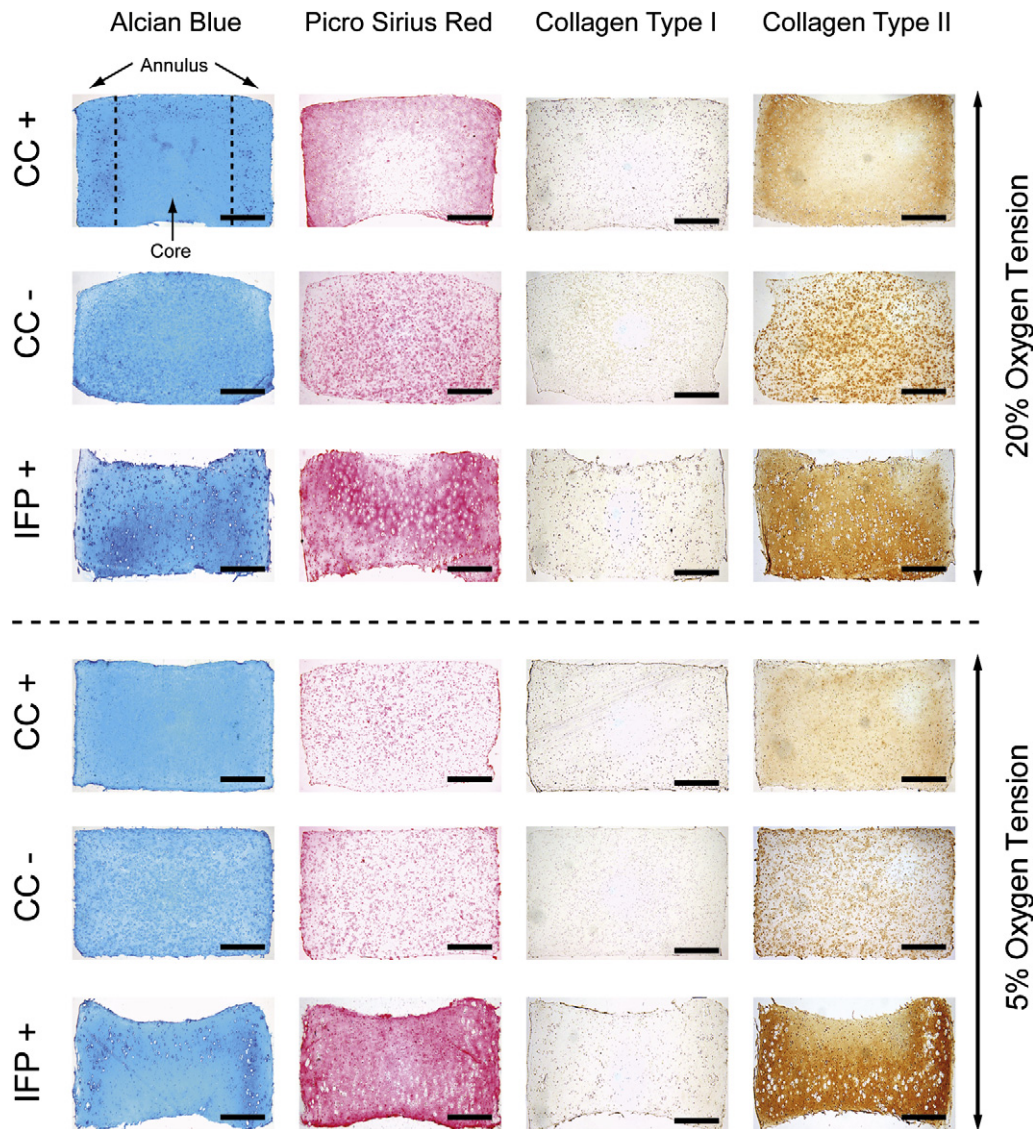 Alcian Blue Picro Sirius Red Collagen Type I Collagen Type II
Annulus
CC +
Core
CC -
IFP +
20% Oxygen Tension
CC +
CC -
IFP +
5% Oxygen Tension